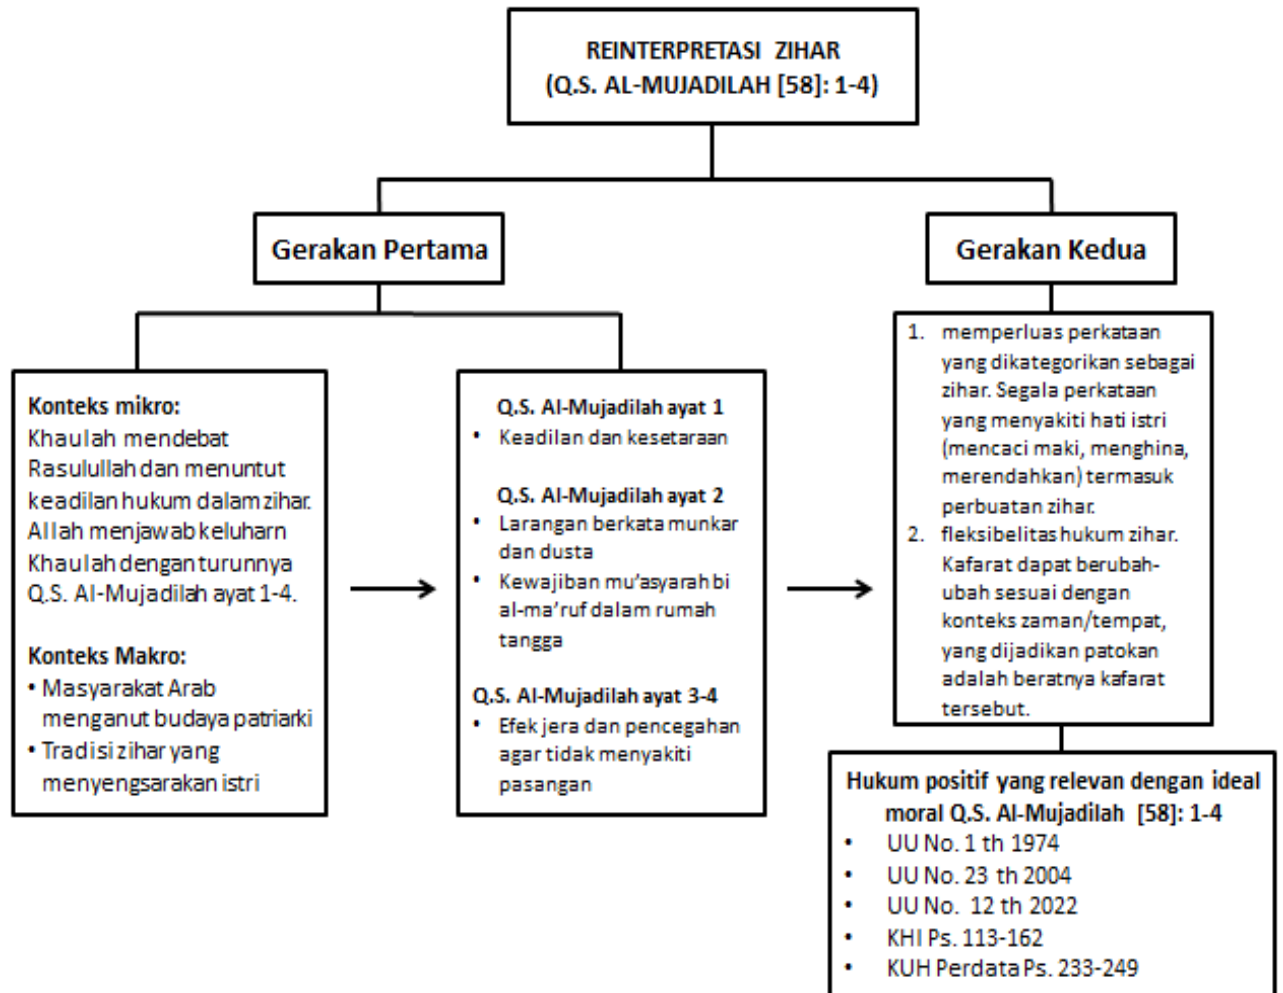 REINTERPRETASI ZIHAR
(Q.S. AL-MUJADILAH [58]: 1-4)
Gerakan Pertama
Gerakan Kedua
Konteks mikro:
Khaulah mendebat
Rasulullah dan menuntut
keadilan hukum dalam zihar.
Allah menjawab keluharn
Khaulah dengan turunnya
Q.S. Al-Mujadilah ayat 1-4.
Konteks Makro:
• Masyarakat Arab
menganut budaya patriarki
• Tradisi zihar yang
menyengsarakan istri
Q.S. Al-Mujadilah ayat 1
• Keadilan dan kesetaraan
Q.S. Al-Mujadilah ayat 2
• Larangan berkata munkar
dan dusta
• Kewajiban mu'asyarah bi
al-ma'ruf dalam rumah
tangga
Q.S. Al-Mujadilah ayat 3-4
• Efek jera dan pencegahan
agar tidak menyakiti
pasangan
1. memperluas perkataan
yang dikategorikan sebagai
zihar. Segala perkataan
yang menyakiti hati istri
(mencaci maki, menghina,
merendahkan) termasuk
perbuatan zihar.
2. fleksibelitas hukum zihar.
Kafarat dapat berubah-
ubah sesuai dengan
konteks zaman/tempat,
yang dijadikan patokan
adalah beratnya kafarat
tersebut.
Hukum positif yang relevan dengan ideal
moral Q.S. Al-Mujadilah [58]: 1-4
• UU No. 1 th 1974
• UU No. 23 th 2004
• UU No. 12 th 2022
• KHI Ps. 113-162
• KUH Perdata Ps. 233-249